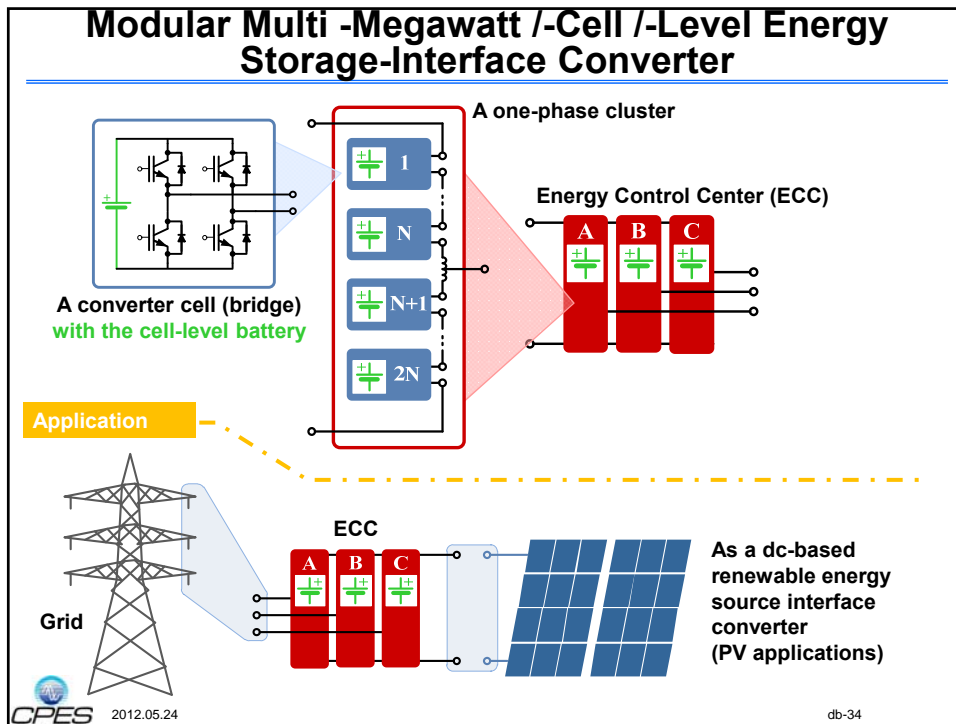 Modular Multi -Megawatt /-Cell /-Level Energy
Storage-Interface Converter
A one-phase cluster
+
+
1
Energy Control Center (ECC)
A B C
+ + +
+
N
+
N+1
A converter cell (bridge)
with the cell-level battery
+
2N
Application
ECC
A B C
+ + +
Grid
As a dc-based
renewable energy
source interface
converter
(PV applications)
CPES 2012.05.24
db-34